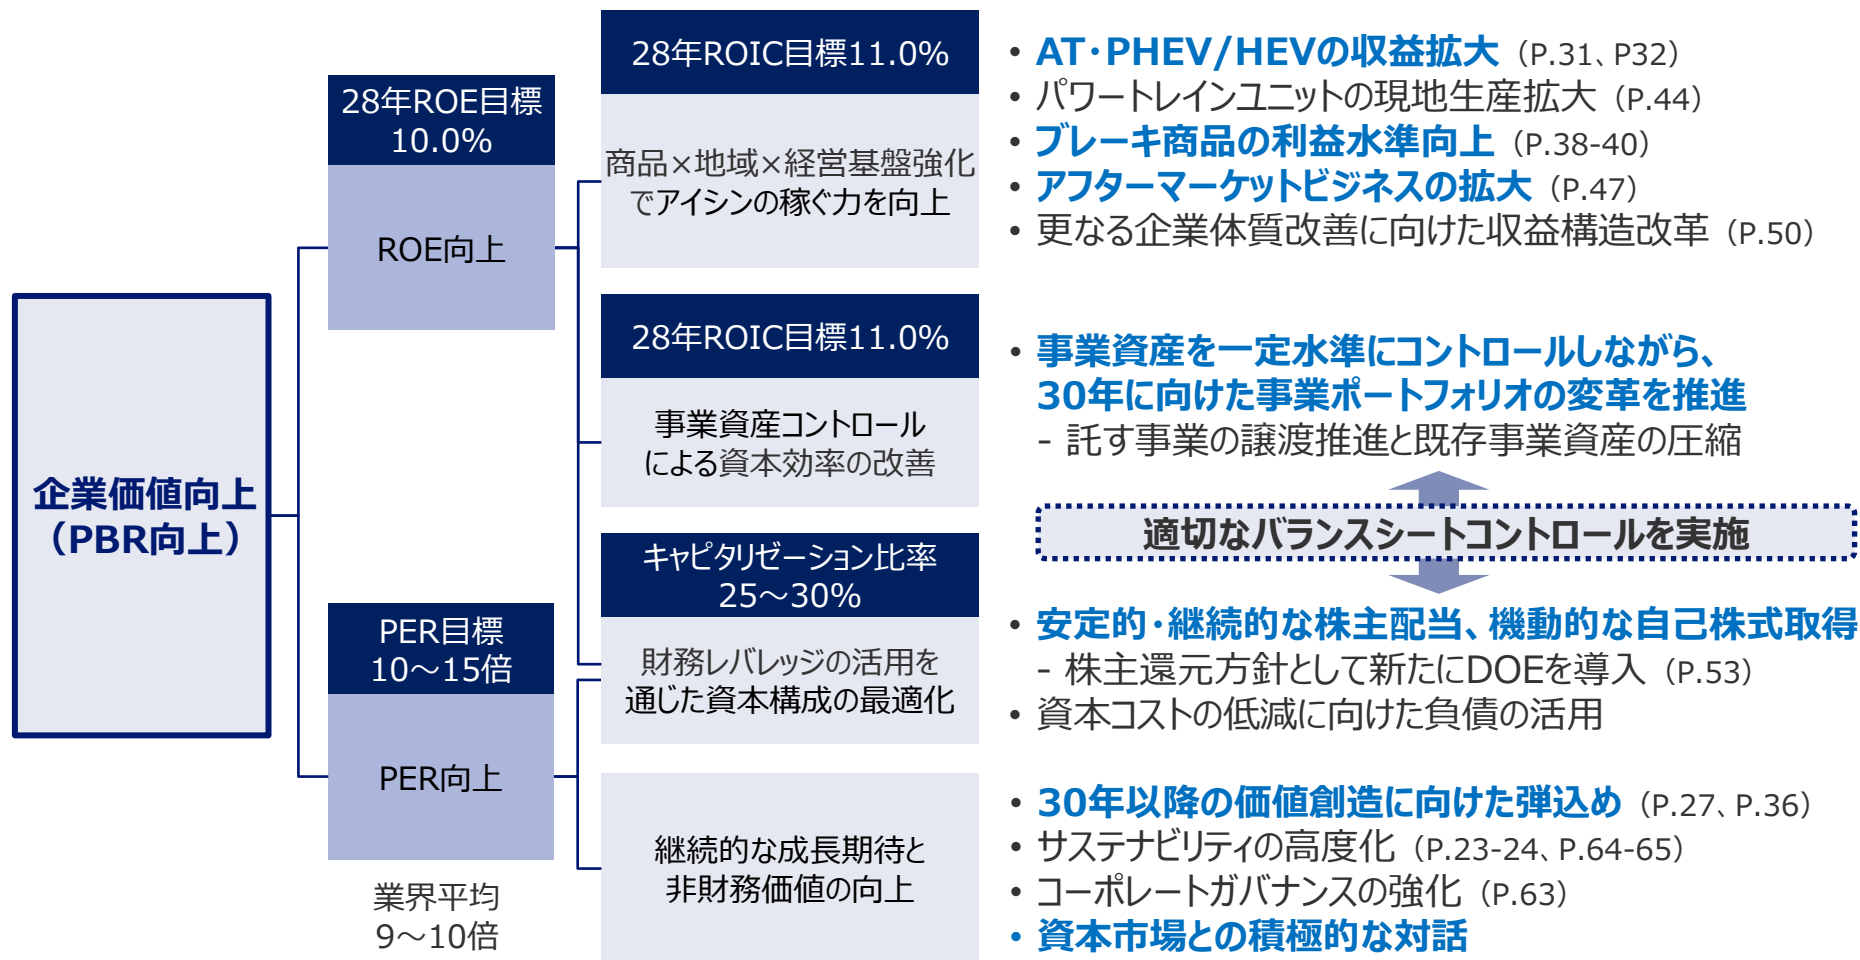 企業価値向上
（PBR向上）
28年ROE目標
10.0%
ROE向上
PER目標
10～15倍
PER向上
業界平均
9～10倍
28年ROIC目標11.0%
商品×地域×経営基盤強化
でアイシンの稼ぐ力を向上
28年ROIC目標11.0%
事業資産コントロール
による資本効率の改善
キャピタリゼーション比率
25～30%
財務レバレッジの活用を
通じた資本構成の最適化
継続的な成長期待と
非財務価値の向上
• AT・PHEV/HEVの収益拡大（P.31、P32）
• パワートレインユニットの現地生産拡大（P.44）
• ブレーキ商品の利益水準向上（P.38-40）
• アフターマーケットビジネスの拡大（P.47）
• 更なる企業体質改善に向けた収益構造改革（P.50）
• 事業資産を一定水準にコントロールしながら、
30年に向けた事業ポートフォリオの変革を推進
- 託す事業の譲渡推進と既存事業資産の圧縮
適切なバランスシートコントロールを実施
• 安定的・継続的な株主配当、機動的な自己株式取得
- 株主還元方針として新たにDOEを導入（P.53）
• 資本コストの低減に向けた負債の活用
• 30年以降の価値創造に向けた弾込め（P.27、P.36）
• サステナビリティの高度化（P.23-24、P.64-65）
• コーポレートガバナンスの強化（P.63）
• 資本市場との積極的な対話